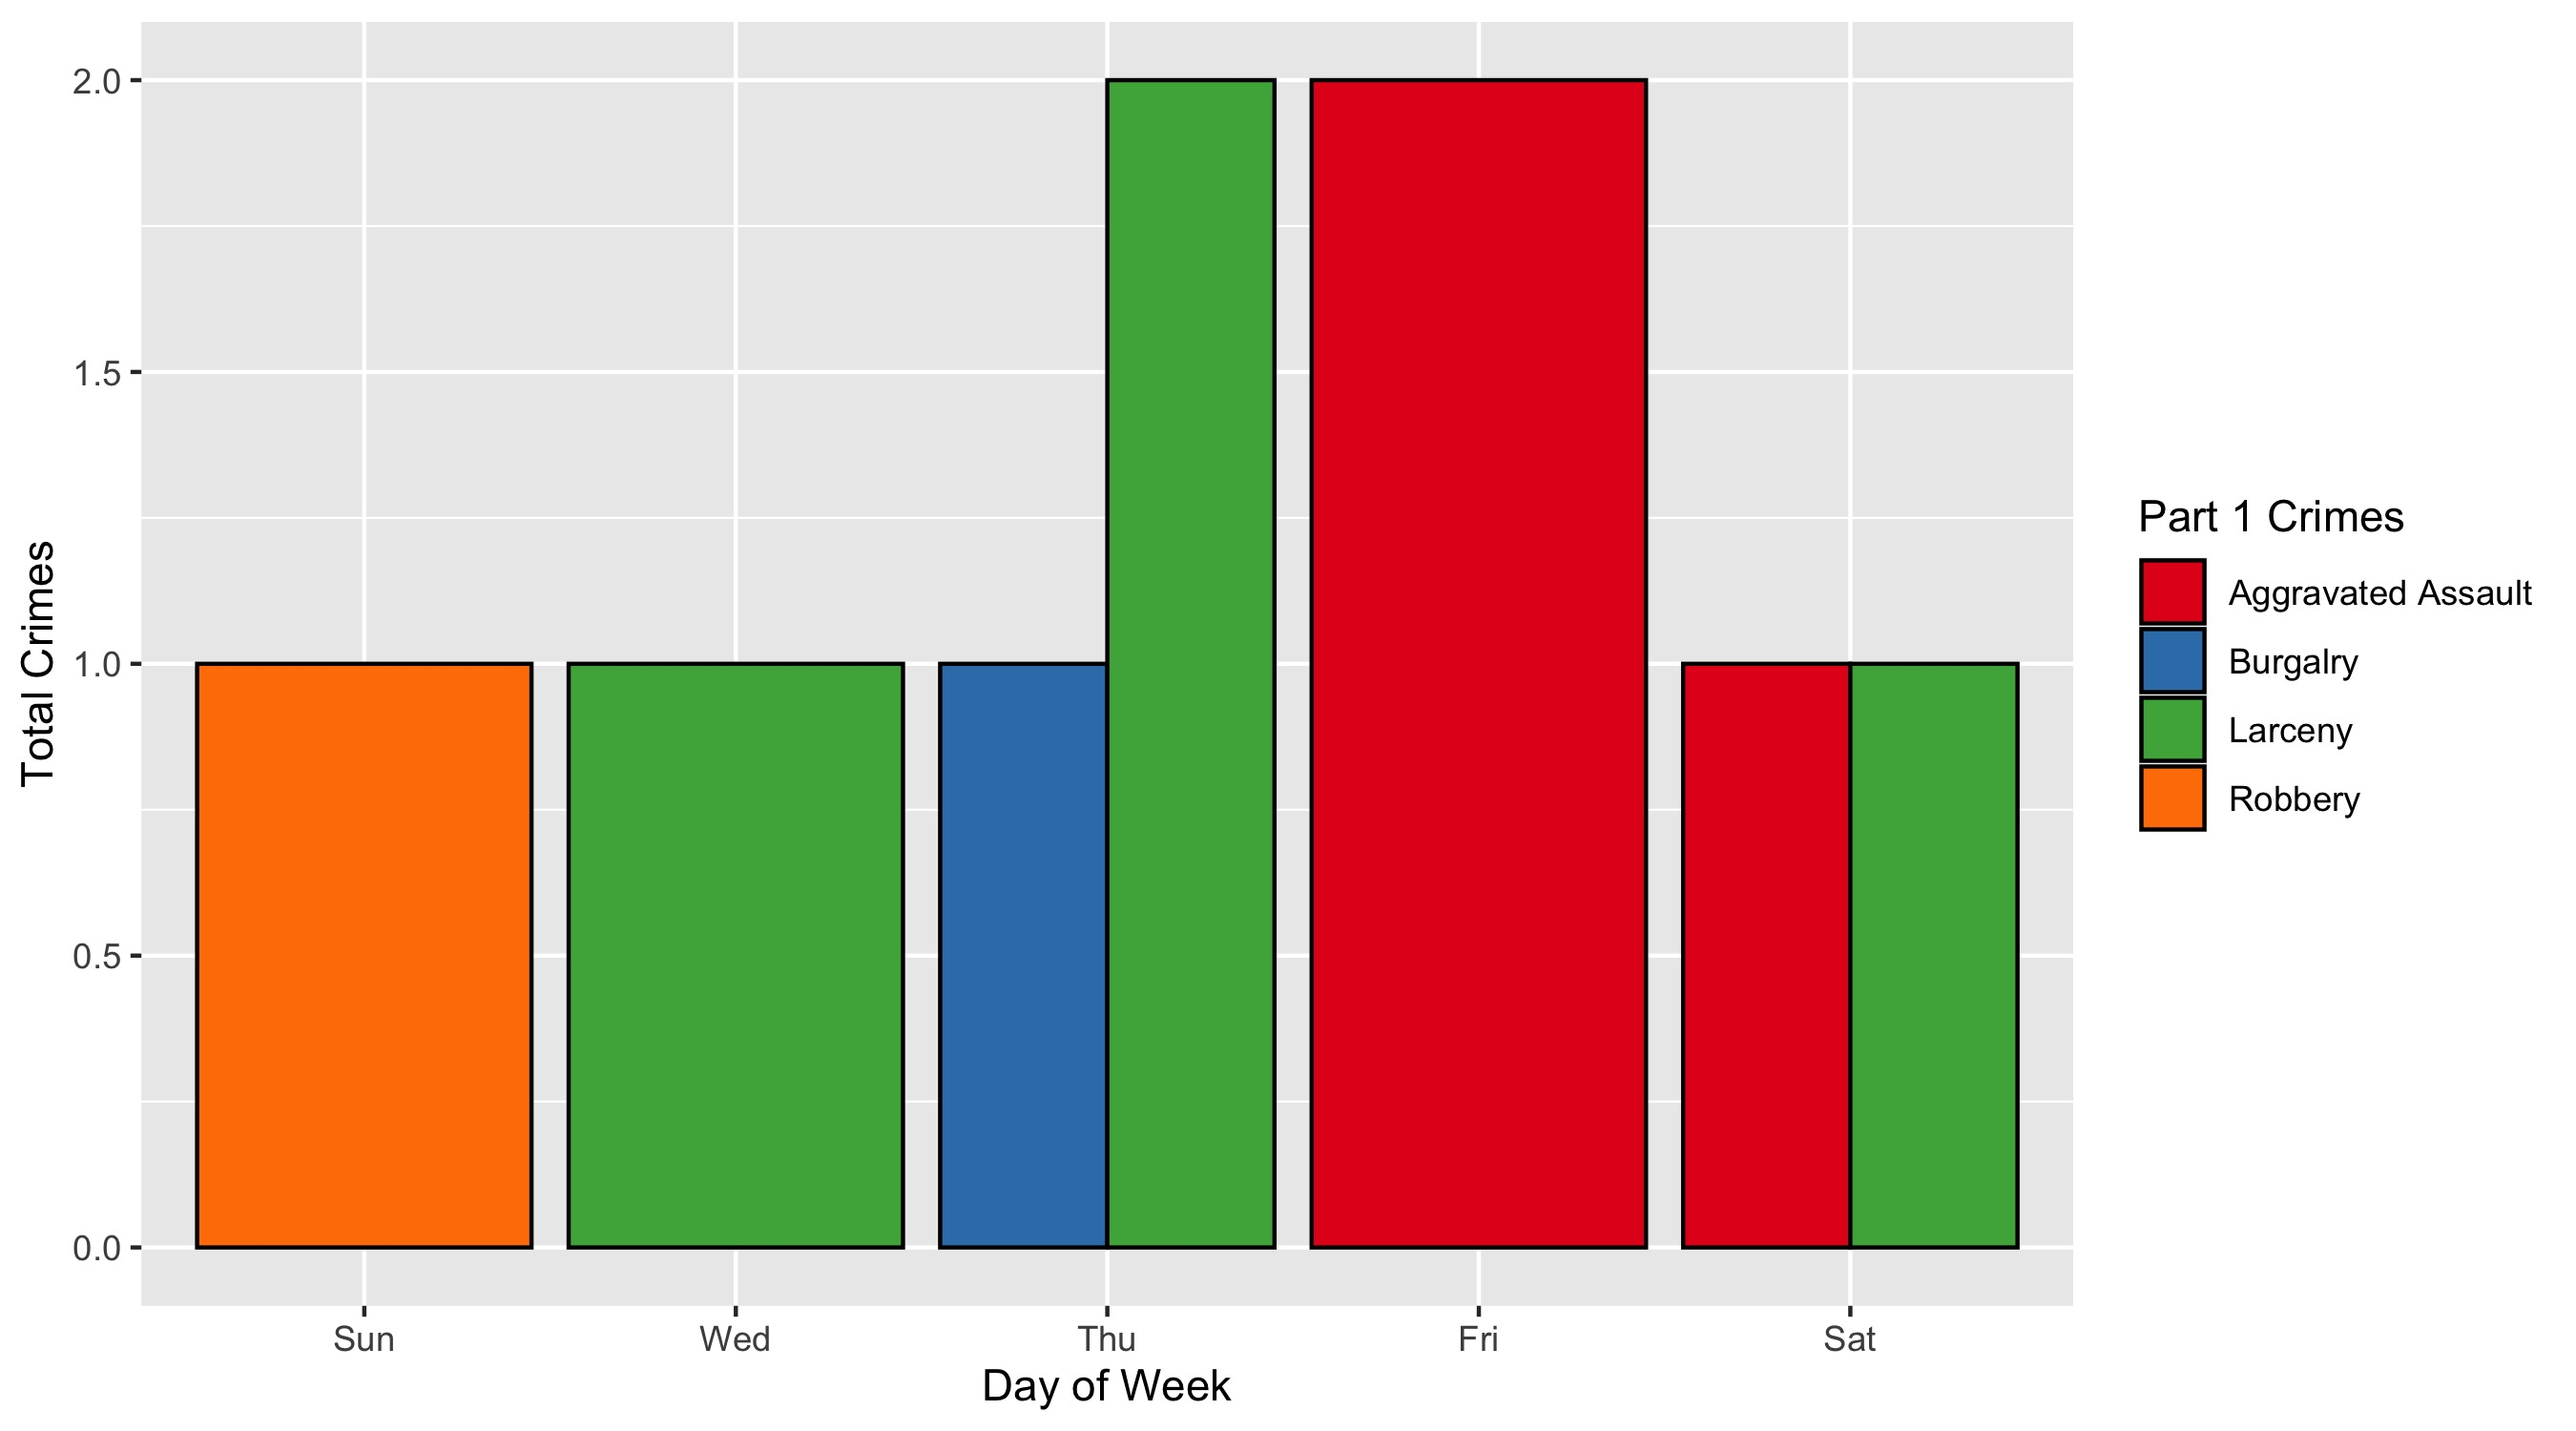 2.0
1.5
1.0
0.5
0.0
Total Crimes
Sun Wed Thu Fri Sat
Day of Week
Part 1 Crimes
Aggravated Assault
Burgalry
Larceny
Robbery